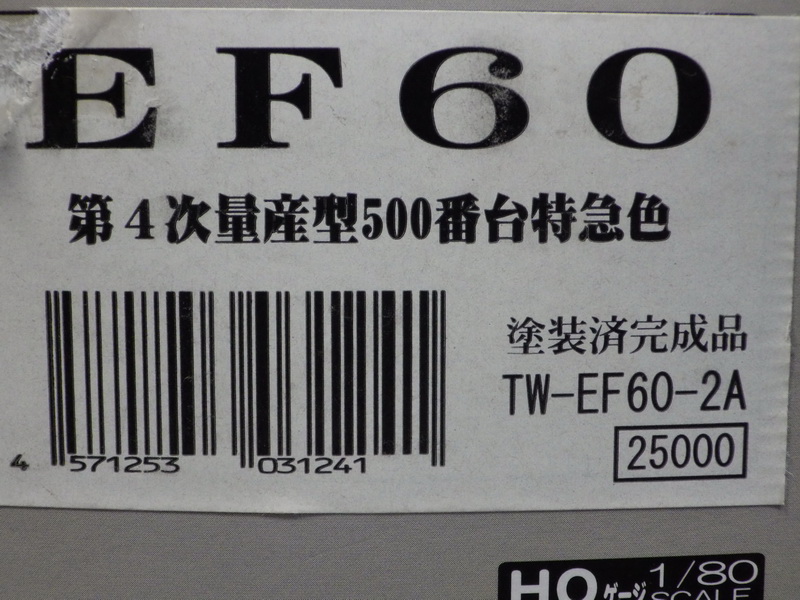 EF60
第4次量産型500番台特急色
塗装済完成品
TW-EF60-2A
25000
4 571253 031241
HOゲージ 1/80
SCALE